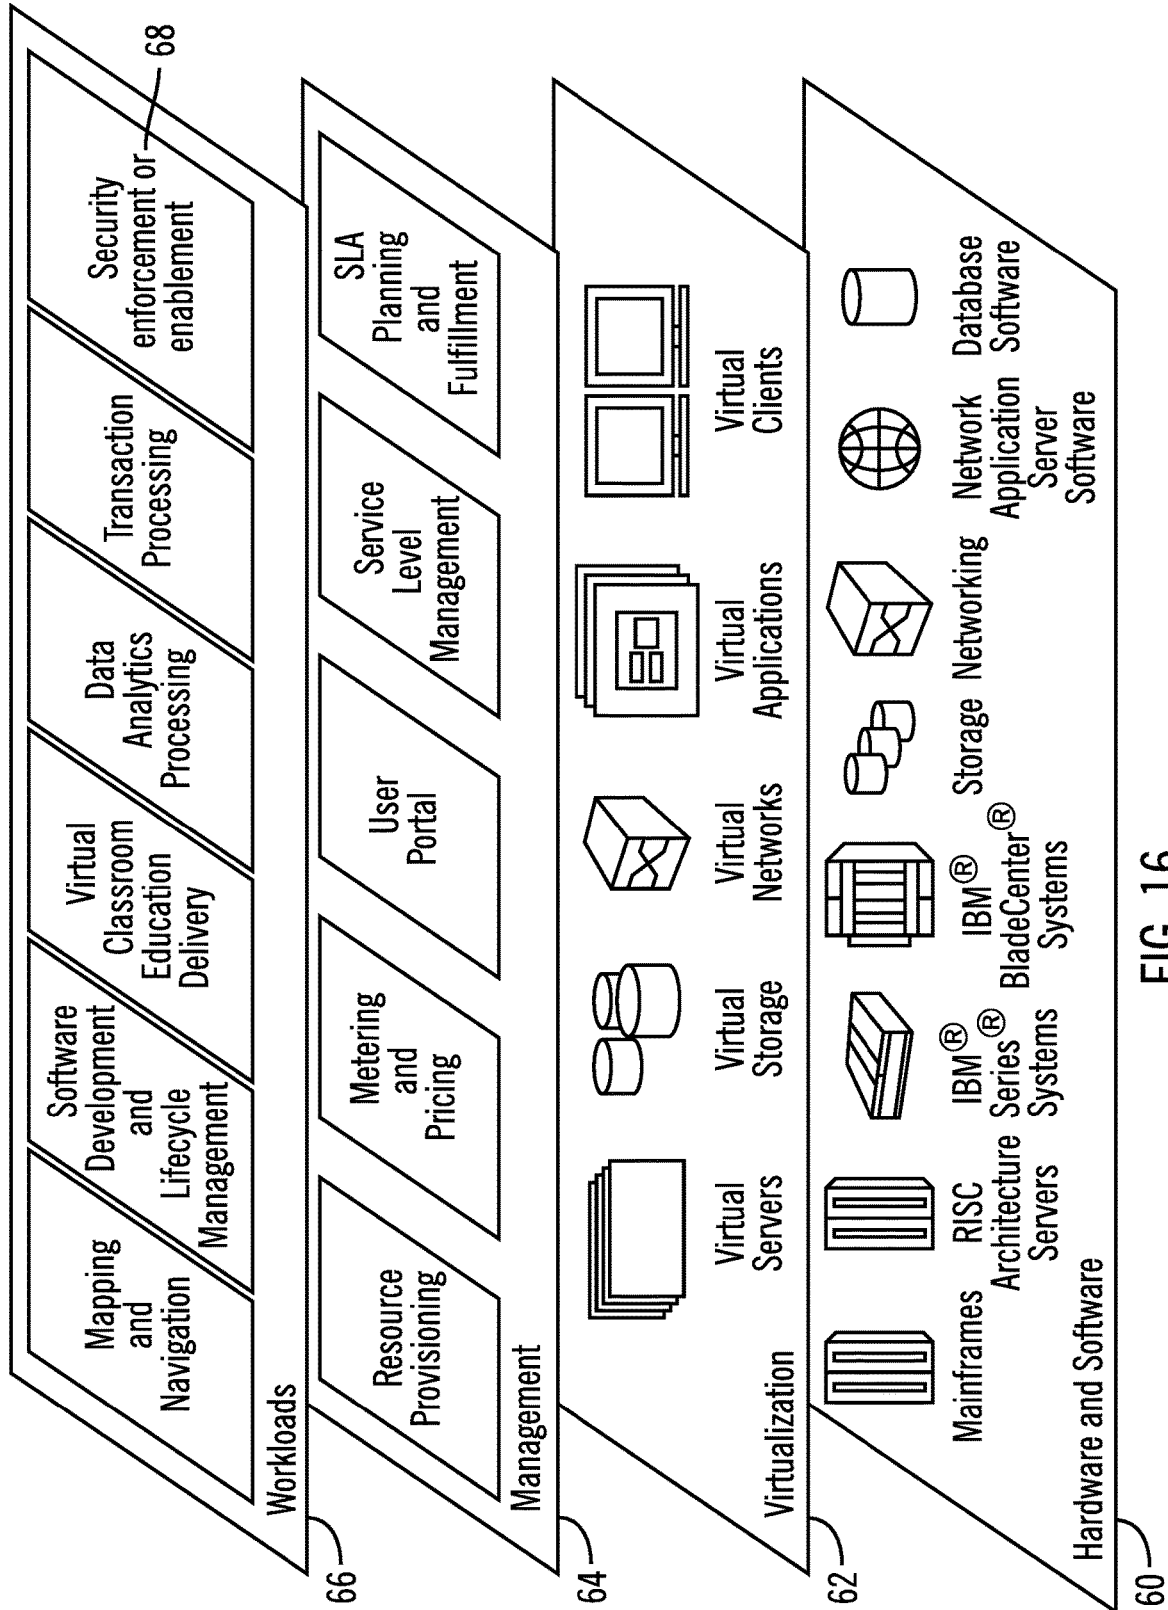 Mapping
and
Navigation
Software
Development
and
Lifecycle
Management
Virtual
Classroom
Education
Delivery
Data
Analytics
Processing
Transaction
Processing
Security
enforcement or
enablement
68
Workloads
66
Resource
Provisioning
Metering
and
Pricing
User
Portal
Service
Level
Management
SLA
Planning
and
Fulfillment
Management
64
Virtual
Servers
Virtual
Storage
Virtual
Networks
Virtual
Applications
Virtual
Clients
Virtualization
62
Mainframes
RISC
Architecture
Servers
IBM®
Series®
Systems
IBM®
BladeCenter®
Systems
Storage
Networking
Network
Application
Server
Software
Database
Software
Hardware and Software
60
FIG. 16